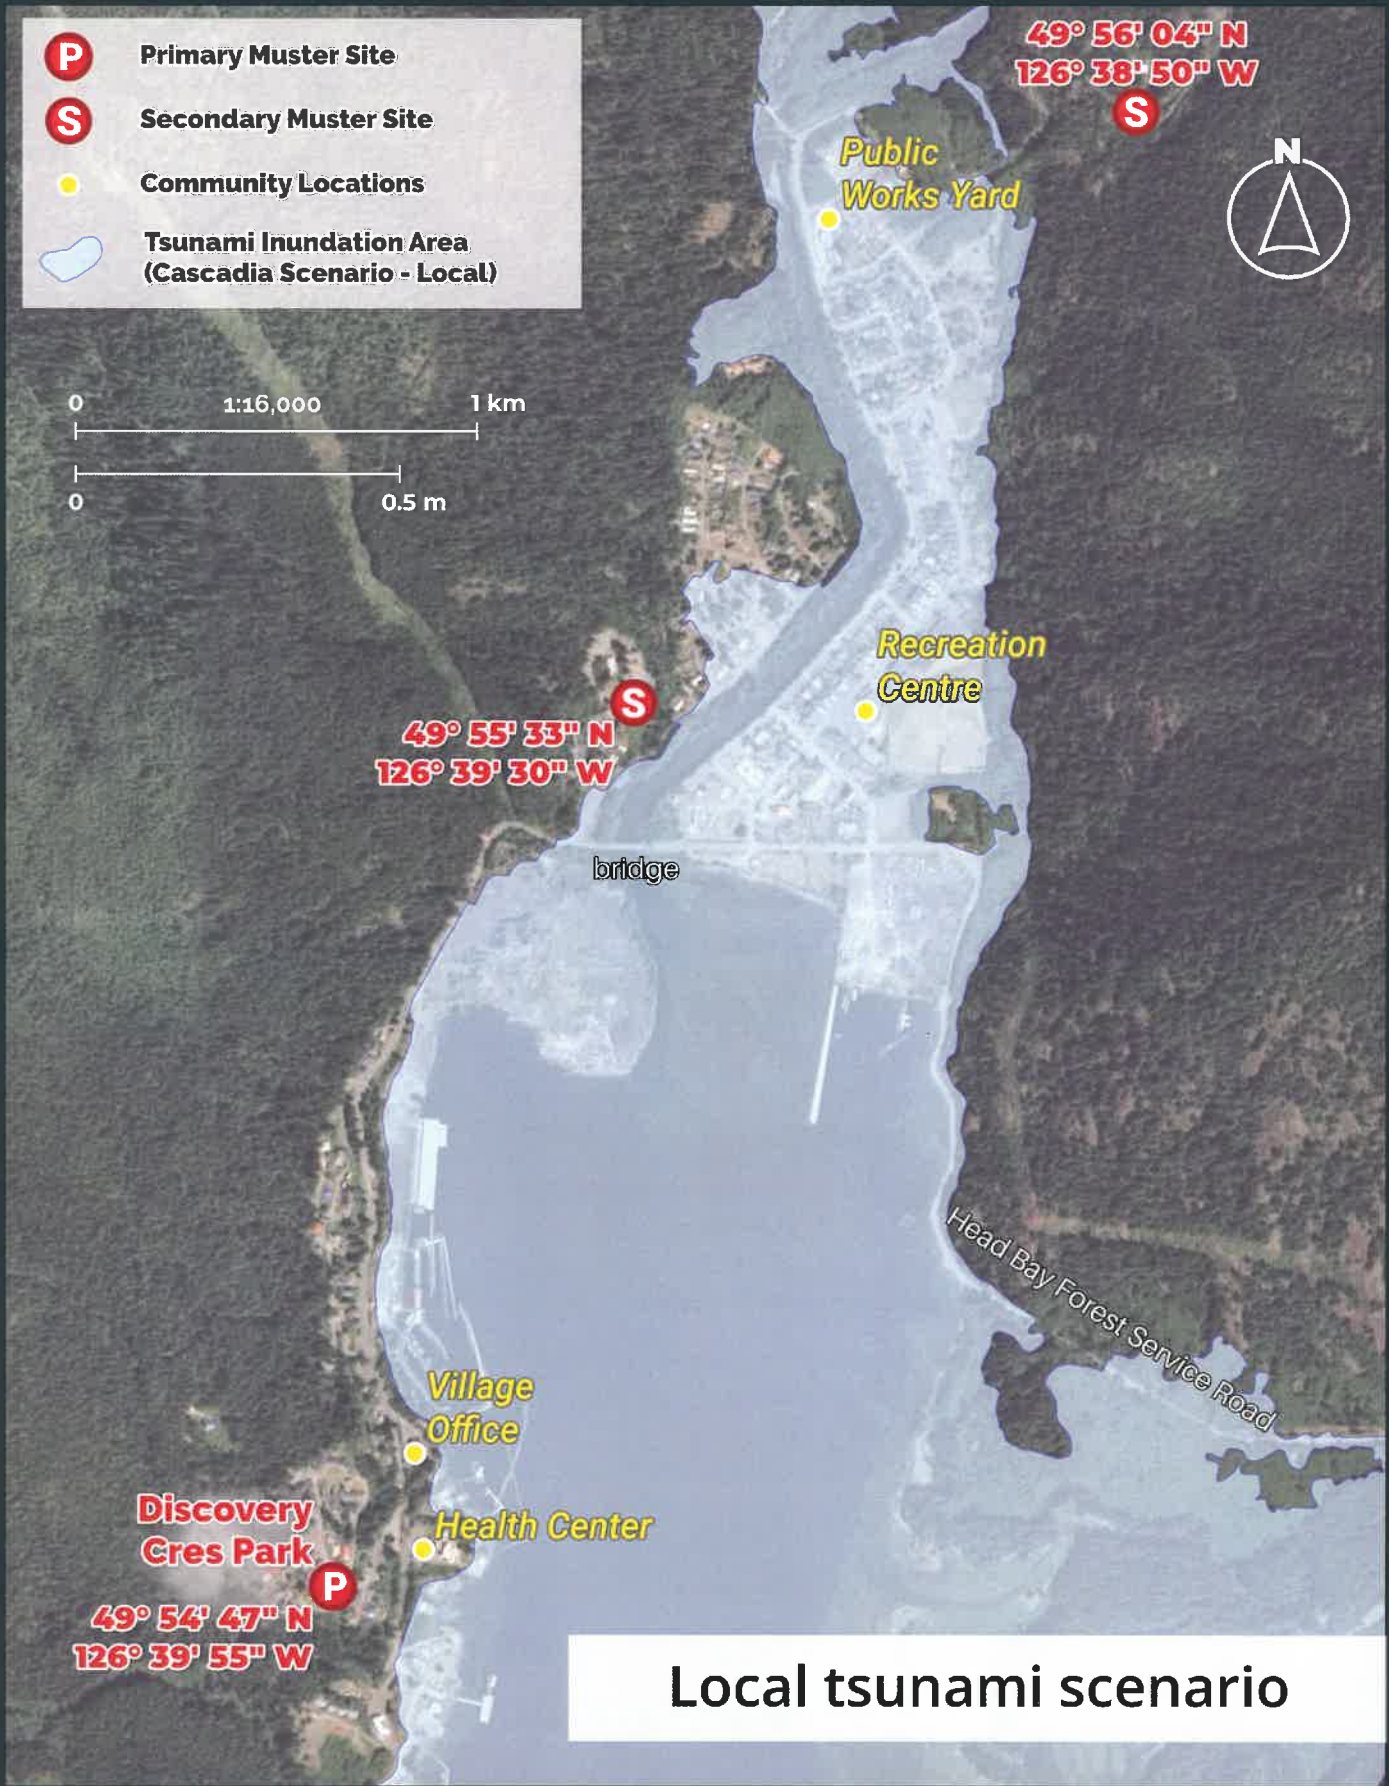 P Primary Muster Site
S Secondary Muster Site
Community Locations
Tsunami Inundation Area
(Cascadia Scenario - Local)
0 1:16,000 1 km
0 0.5 m
49° 56' 04" N
126° 38' 50" W
S
N
Public
Works Yard
Recreation
Centre
S
49° 55' 33" N
126° 39' 30" W
bridge
Head Bay Forest Service Road
Village
Office
Health Center
Discovery
Cres Park
P
49° 54' 47" N
126° 39' 55" W
Local tsunami scenario